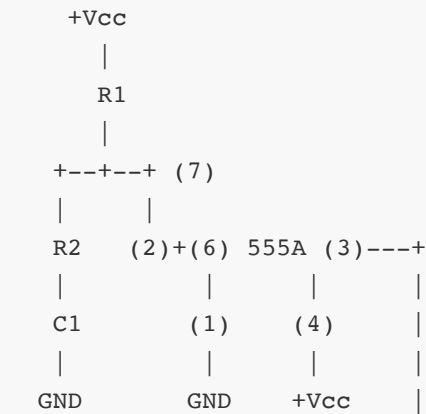 +Vcc
|
R1
|
+--+--+ (7)
|     |
R2   (2)+(6) 555A (3)---+
|         |      |      |
C1       (1)    (4)     |
|         |      |      |
GND       GND    +Vcc    |